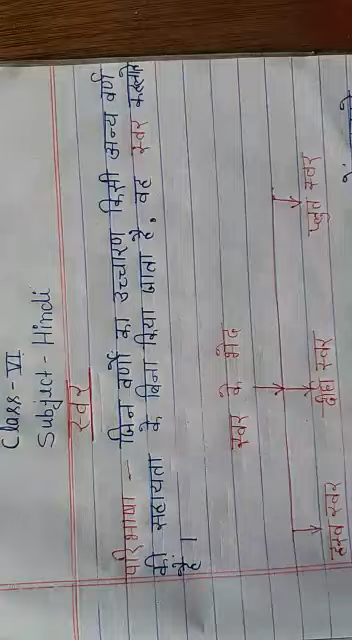 Class - VI
Subject - Hindi
स्वर
परिभाषा - जिन वर्णों का उच्चारण किसी अन्य वर्ण
की सहायता के बिना किया जाता है, वह स्वर कहलाते
हैं ।
स्वर के भेद
ह्रस्व स्वर दीर्घ स्वर प्लुत स्वर